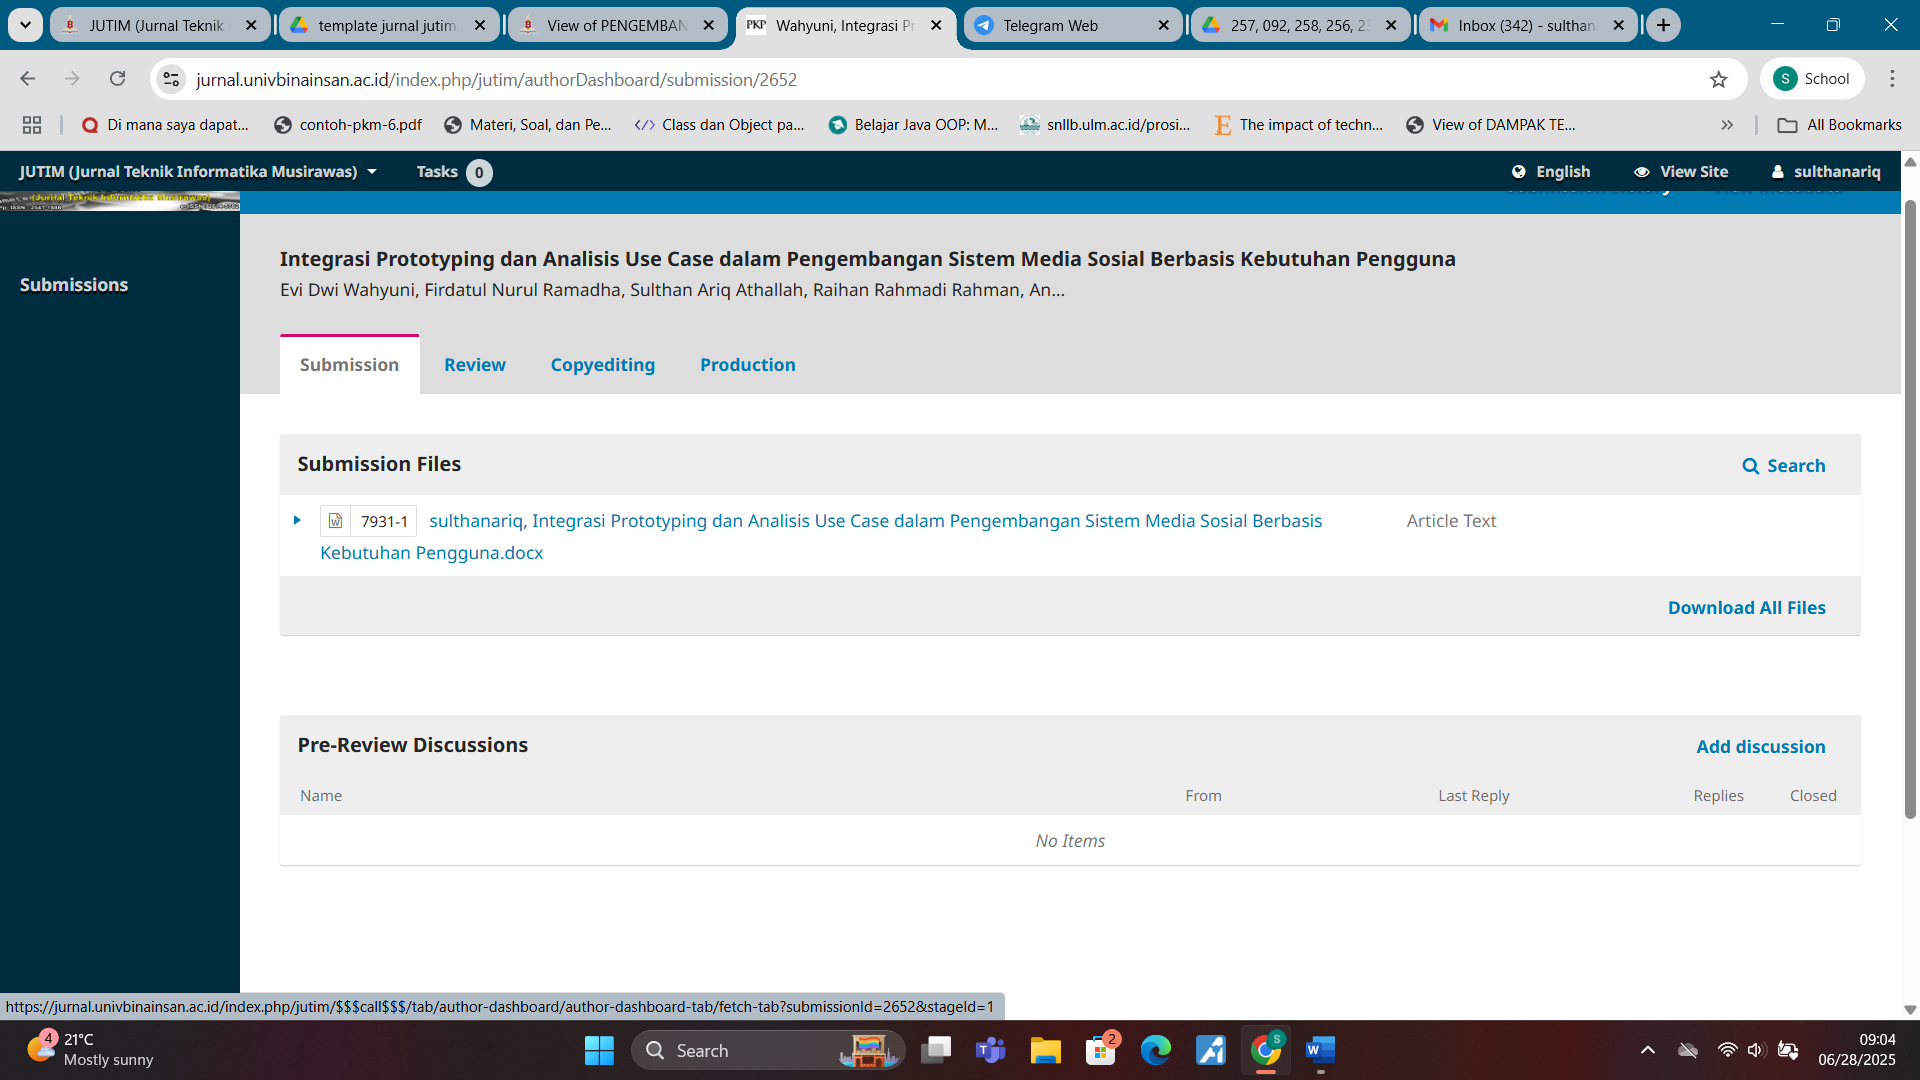 JUTIM (Jurnal Teknik
template jurnal jutim
View of PENGEMBAN
PKP Wahyuni, Integrasi Pr
Telegram Web
257, 092, 258, 256, 2
Inbox (342) - sulthan
jurnal.univbinainsan.ac.id/index.php/jutim/authorDashboard/submission/2652
S School
Di mana saya dapat...
contoh-pkm-6.pdf
Materi, Soal, dan Pe...
Class dan Object pa...
Belajar Java OOP: M...
snllb.ulm.ac.id/prosi...
The impact of techn...
View of DAMPAK TE...
All Bookmarks
JUTIM (Jurnal Teknik Informatika Musirawas)
Tasks 0
English
View Site
sulthanariq
(Jurnal Teknik Informatika Musirawas)
Submissions
Integrasi Prototyping dan Analisis Use Case dalam Pengembangan Sistem Media Sosial Berbasis Kebutuhan Pengguna
Evi Dwi Wahyuni, Firdatul Nurul Ramadha, Sulthan Ariq Athallah, Raihan Rahmadi Rahman, An...
Submission
Review
Copyediting
Production
Submission Files
Search
7931-1 sulthanariq, Integrasi Prototyping dan Analisis Use Case dalam Pengembangan Sistem Media Sosial Berbasis
Kebutuhan Pengguna.docx
Article Text
Download All Files
Pre-Review Discussions
Add discussion
Name
From
Last Reply
Replies
Closed
No Items
https://jurnal.univbinainsan.ac.id/index.php/jutim/$$$call$$$/tab/author-dashboard/author-dashboard-tab/fetch-tab?submissionId=2652&stageId=1
4
21°C
Mostly sunny
Search
2
S
09:04
06/28/2025